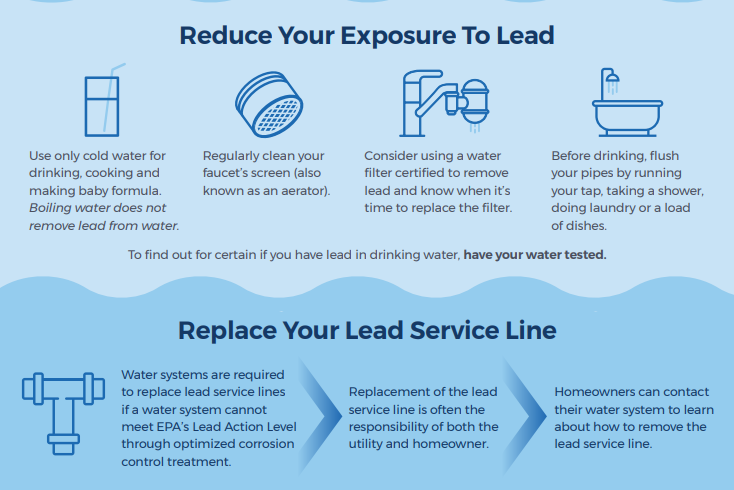 Reduce Your Exposure To Lead
Use only cold water for
drinking, cooking and
making baby formula.
Boiling water does not
remove lead from water.
Regularly clean your
faucet's screen (also
known as an aerator).
Consider using a water
filter certified to remove
lead and know when it's
time to replace the filter.
Before drinking, flush
your pipes by running
your tap, taking a shower,
doing laundry or a load
of dishes.
To find out for certain if you have lead in drinking water, have your water tested.
Replace Your Lead Service Line
Water systems are required
to replace lead service lines
if a water system cannot
meet EPA's Lead Action Level
through optimized corrosion
control treatment.
Replacement of the lead
service line is often the
responsibility of both the
utility and homeowner.
Homeowners can contact
their water system to learn
about how to remove the
lead service line.